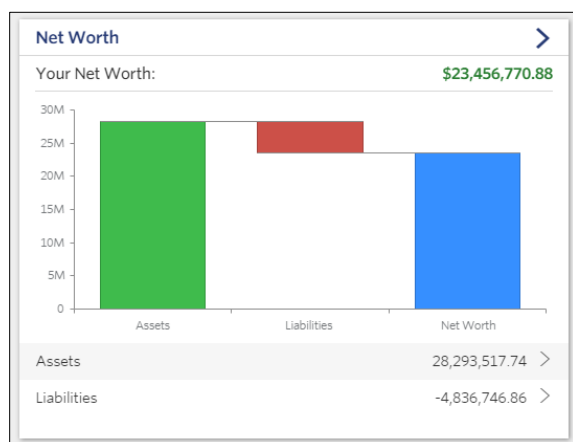 Net Worth
Your Net Worth: $23,456,770.88
30M
25M
20M
15M
10M
5M
0
Assets Liabilities Net Worth
Assets 28,293,517.74
Liabilities -4,836,746.86